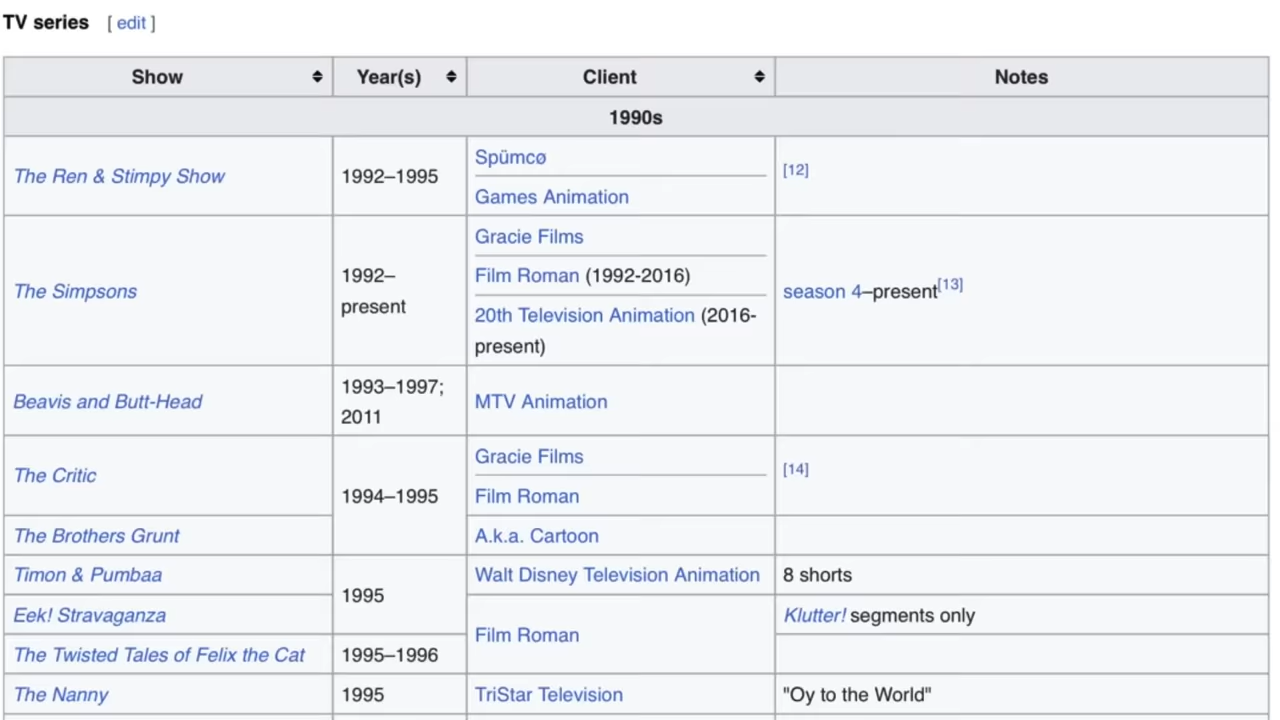 TV series [ edit ]
Show Year(s) Client Notes
1990s
The Ren & Stimpy Show 1992–1995 Spümcø [12]
Games Animation
The Simpsons 1992– Gracie Films season 4–present[13]
present Film Roman (1992-2016)
20th Television Animation (2016-
present)
Beavis and Butt-Head 1993–1997; MTV Animation
2011
The Critic 1994–1995 Gracie Films [14]
Film Roman
The Brothers Grunt A.k.a. Cartoon
Timon & Pumbaa 1995 Walt Disney Television Animation 8 shorts
Eek! Stravaganza Film Roman Klutter! segments only
The Twisted Tales of Felix the Cat 1995–1996
The Nanny 1995 TriStar Television "Oy to the World"